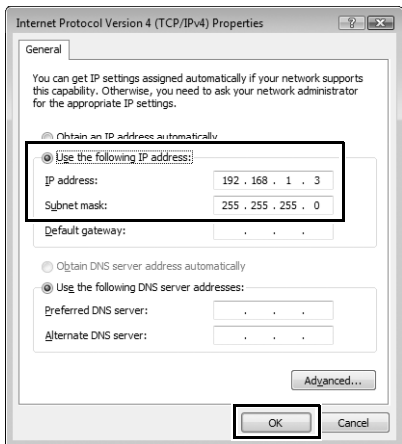 Internet Protocol Version 4 (TCP/IPv4) Properties
General
You can get IP settings assigned automatically if your network supports
this capability. Otherwise, you need to ask your network administrator
for the appropriate IP settings.
Obtain an IP address automatically
Use the following IP address:
IP address: 192 . 168 . 1 . 3
Subnet mask: 255 . 255 . 255 . 0
Default gateway: . . .
Obtain DNS server address automatically
Use the following DNS server addresses:
Preferred DNS server: . . .
Alternate DNS server: . . .
Advanced...
OK Cancel